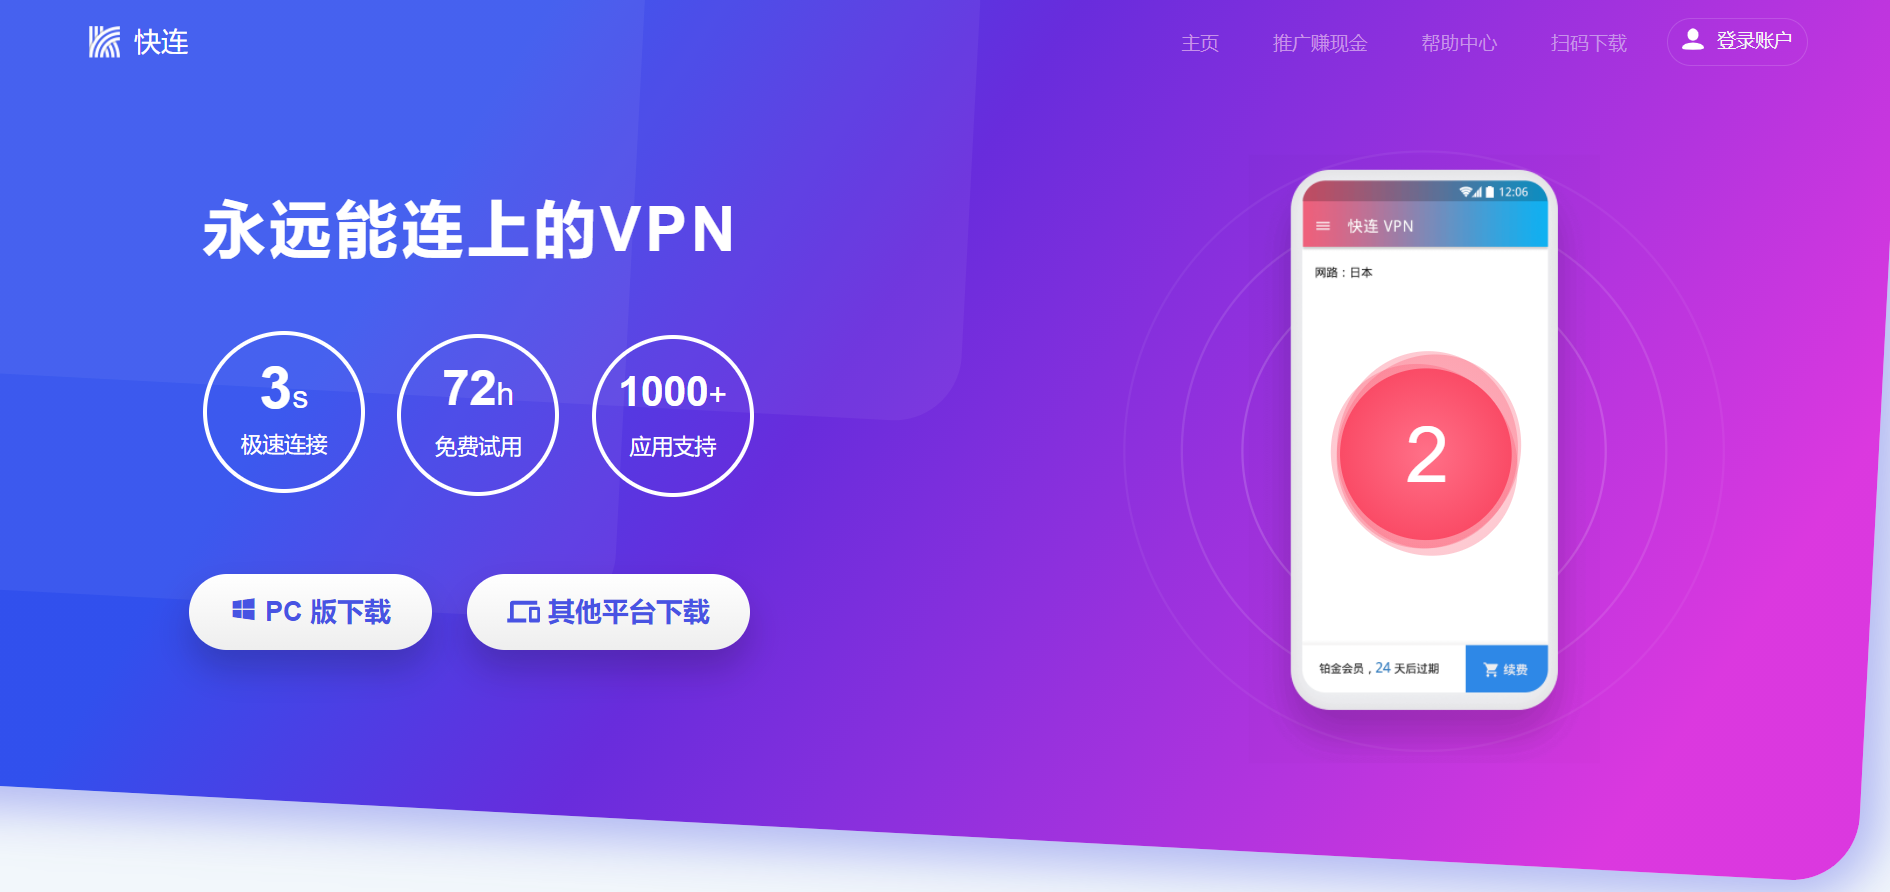 快连
主页
推广赚现金
帮助中心
扫码下载
登录账户
永远能连上的VPN
3s
极速连接
72h
免费试用
1000+
应用支持
PC 版下载
其他平台下载
12:06
快连 VPN
网路：日本
2
铂金会员，24 天后过期
续费